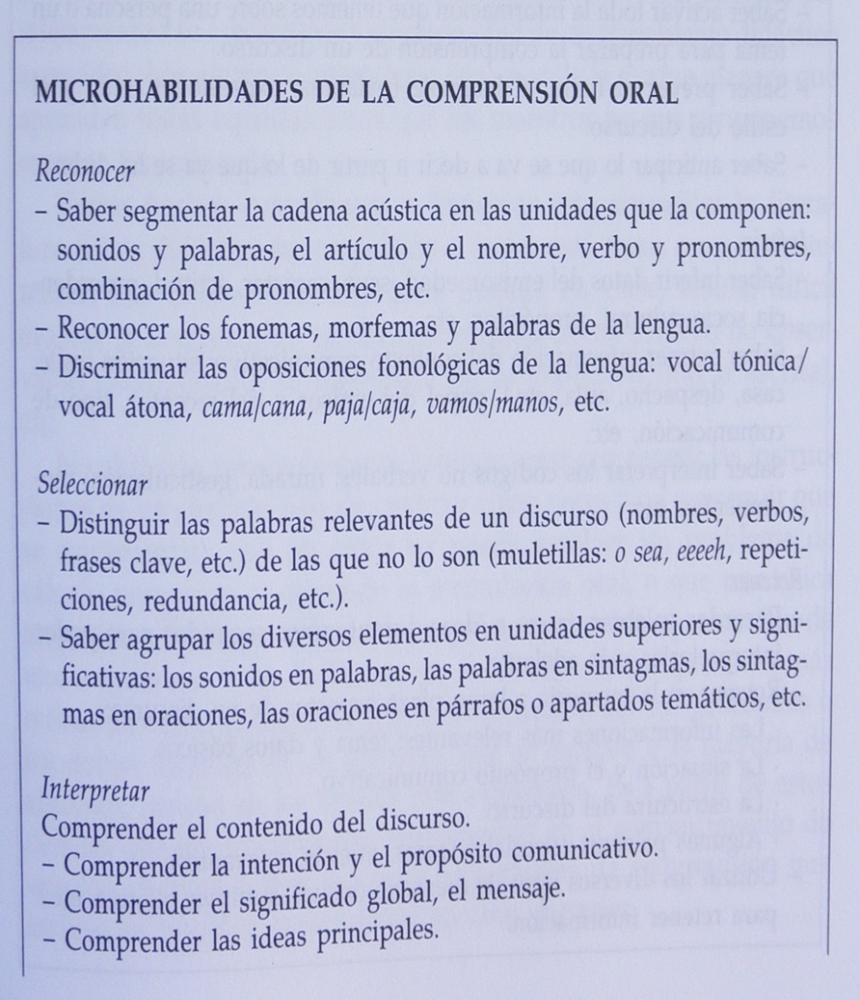 MICROHABILIDADES DE LA COMPRENSIÓN ORAL
Reconocer
– Saber segmentar la cadena acústica en las unidades que la componen:
sonidos y palabras, el artículo y el nombre, verbo y pronombres,
combinación de pronombres, etc.
– Reconocer los fonemas, morfemas y palabras de la lengua.
– Discriminar las oposiciones fonológicas de la lengua: vocal tónica/
vocal átona, cama/cana, paja/caja, vamos/manos, etc.
Seleccionar
– Distinguir las palabras relevantes de un discurso (nombres, verbos,
frases clave, etc.) de las que no lo son (muletillas: o sea, eeeeh, repeti-
ciones, redundancia, etc.).
– Saber agrupar los diversos elementos en unidades superiores y signi-
ficativas: los sonidos en palabras, las palabras en sintagmas, los sintag-
mas en oraciones, las oraciones en párrafos o apartados temáticos, etc.
Interpretar
Comprender el contenido del discurso.
– Comprender la intención y el propósito comunicativo.
– Comprender el significado global, el mensaje.
– Comprender las ideas principales.